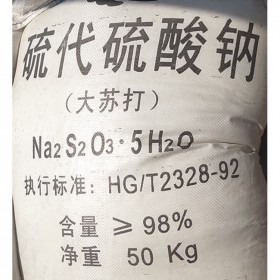 硫代硫酸钠
(大苏打)
Na2S2O3·5H2O
执行标准: HG/T2328-92
含量 ≥98%
净重 50 Kg